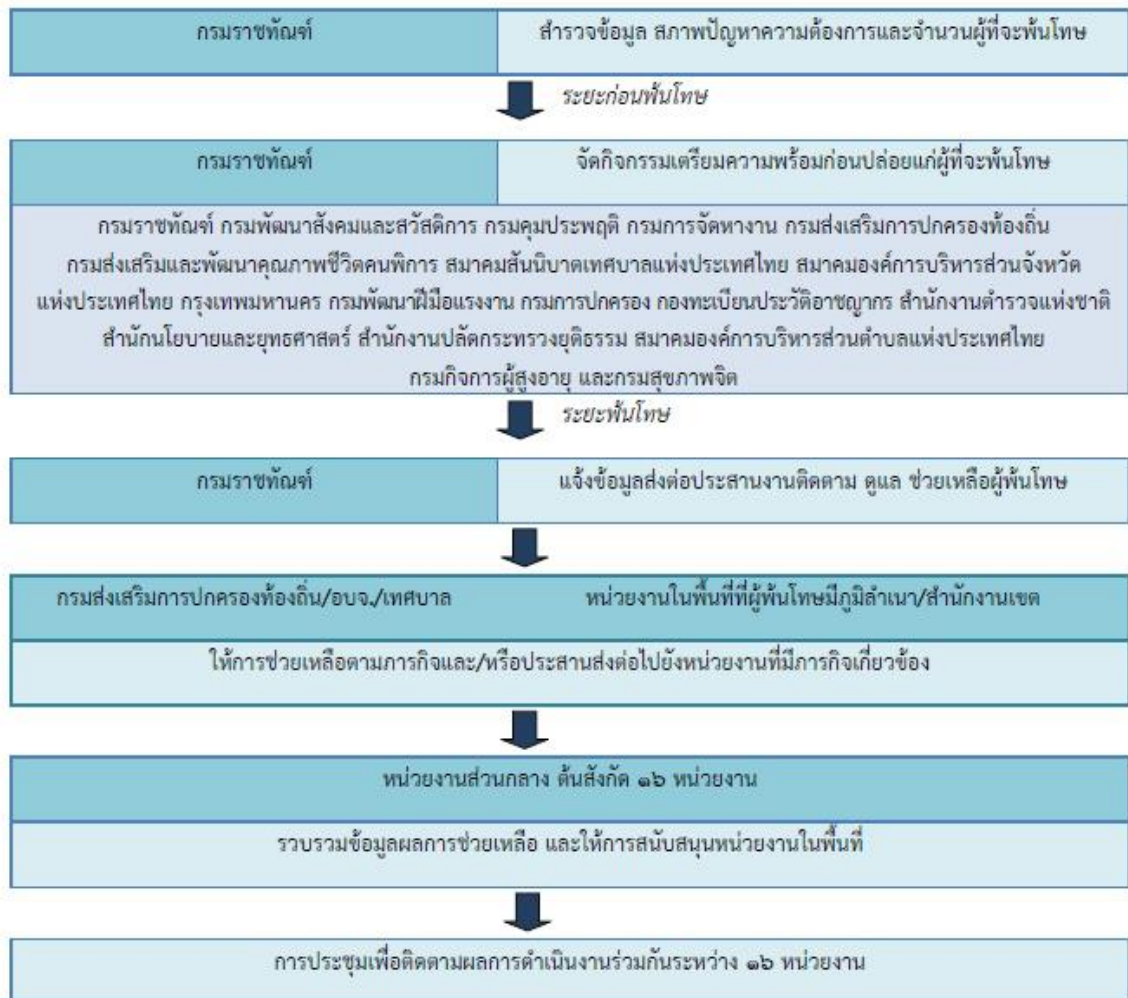 กรมราชทัณฑ์ สำรวจข้อมูล สภาพปัญหาความต้องการและจำนวนผู้ที่จะพ้นโทษ
ระยะก่อนพ้นโทษ
กรมราชทัณฑ์ จัดกิจกรรมเตรียมความพร้อมก่อนปล่อยแก่ผู้ที่จะพ้นโทษ
กรมราชทัณฑ์ กรมพัฒนาสังคมและสวัสดิการ กรมคุมประพฤติ กรมการจัดหางาน กรมส่งเสริมการปกครองท้องถิ่น
กรมส่งเสริมและพัฒนาคุณภาพชีวิตคนพิการ สมาคมสันนิบาตเทศบาลแห่งประเทศไทย สมาคมองค์การบริหารส่วนจังหวัด
แห่งประเทศไทย กรุงเทพมหานคร กรมพัฒนาฝีมือแรงงาน กรมการปกครอง กองทะเบียนประวัติอาชญากร สำนักงานตำรวจแห่งชาติ
สำนักนโยบายและยุทธศาสตร์ สำนักงานปลัดกระทรวงยุติธรรม สมาคมองค์การบริหารส่วนตำบลแห่งประเทศไทย
กรมกิจการผู้สูงอายุ และกรมสุขภาพจิต
ระยะพ้นโทษ
กรมราชทัณฑ์ แจ้งข้อมูลส่งต่อประสานงานติดตาม ดูแล ช่วยเหลือผู้พ้นโทษ
กรมส่งเสริมการปกครองท้องถิ่น/อบจ./เทศบาล หน่วยงานในพื้นที่ที่ผู้พ้นโทษมีภูมิลำเนา/สำนักงานเขต
ให้การช่วยเหลือตามภารกิจและ/หรือประสานส่งต่อไปยังหน่วยงานที่มีภารกิจเกี่ยวข้อง
หน่วยงานส่วนกลาง ต้นสังกัด ๑๖ หน่วยงาน
รวบรวมข้อมูลผลการช่วยเหลือ และให้การสนับสนุนหน่วยงานในพื้นที่
การประชุมเพื่อติดตามผลการดำเนินงานร่วมกันระหว่าง ๑๖ หน่วยงาน